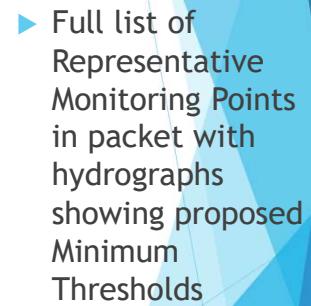 Full list of
Representative
Monitoring Points
in packet with
hydrographs
showing proposed
Minimum
Thresholds